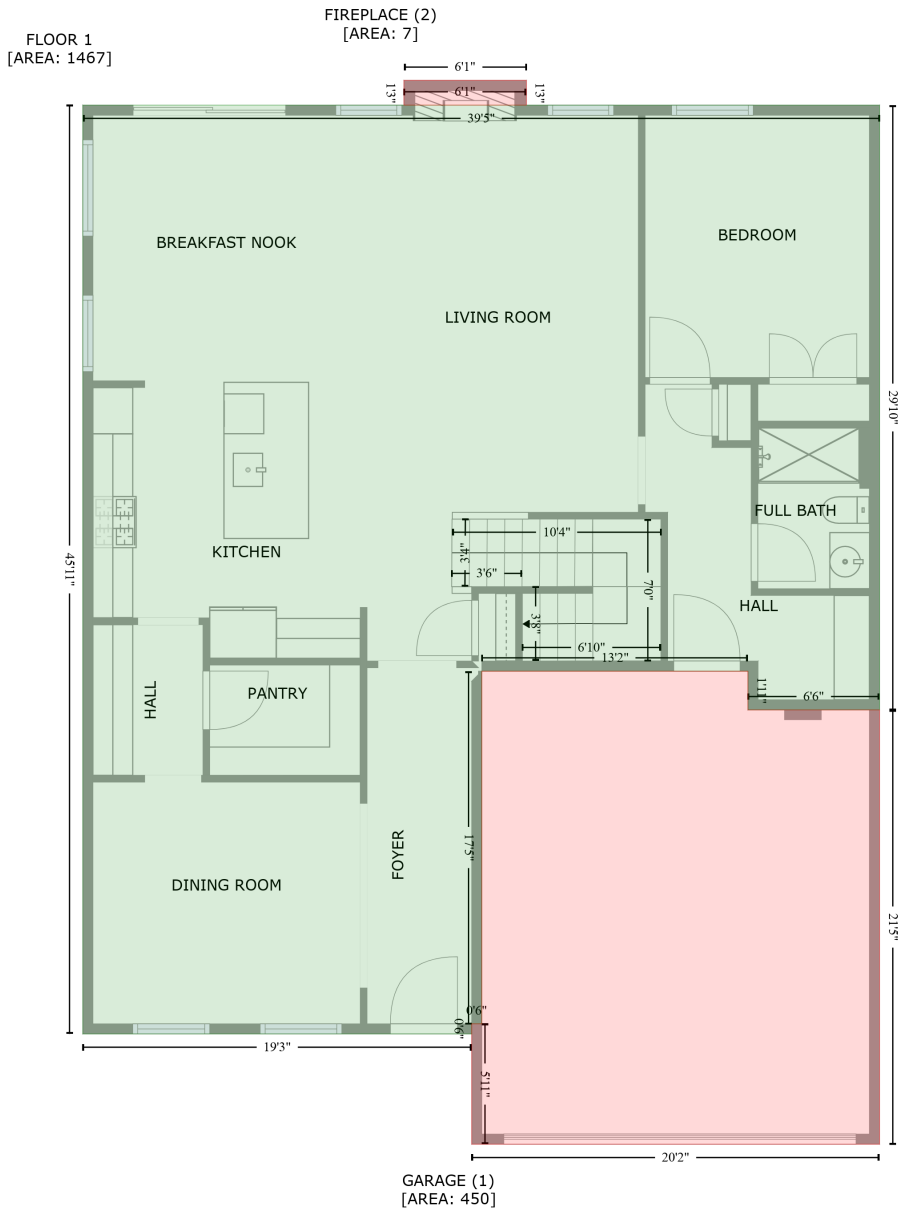 FIREPLACE (2)
[AREA: 7]
FLOOR 1
[AREA: 1467]
6'1"
1'3"
6'1"
1'3"
39'5"
BREAKFAST NOOK
BEDROOM
LIVING ROOM
29'10"
FULL BATH
10'4"
KITCHEN
3'4"
45'11"
3'6"
7'0"
HALL
3'8"
6'10"
13'2"
1'11"
6'6"
HALL
PANTRY
17'5"
FOYER
DINING ROOM
21'5"
0'6"
0'6"
19'3"
5'11"
20'2"
GARAGE (1)
[AREA: 450]